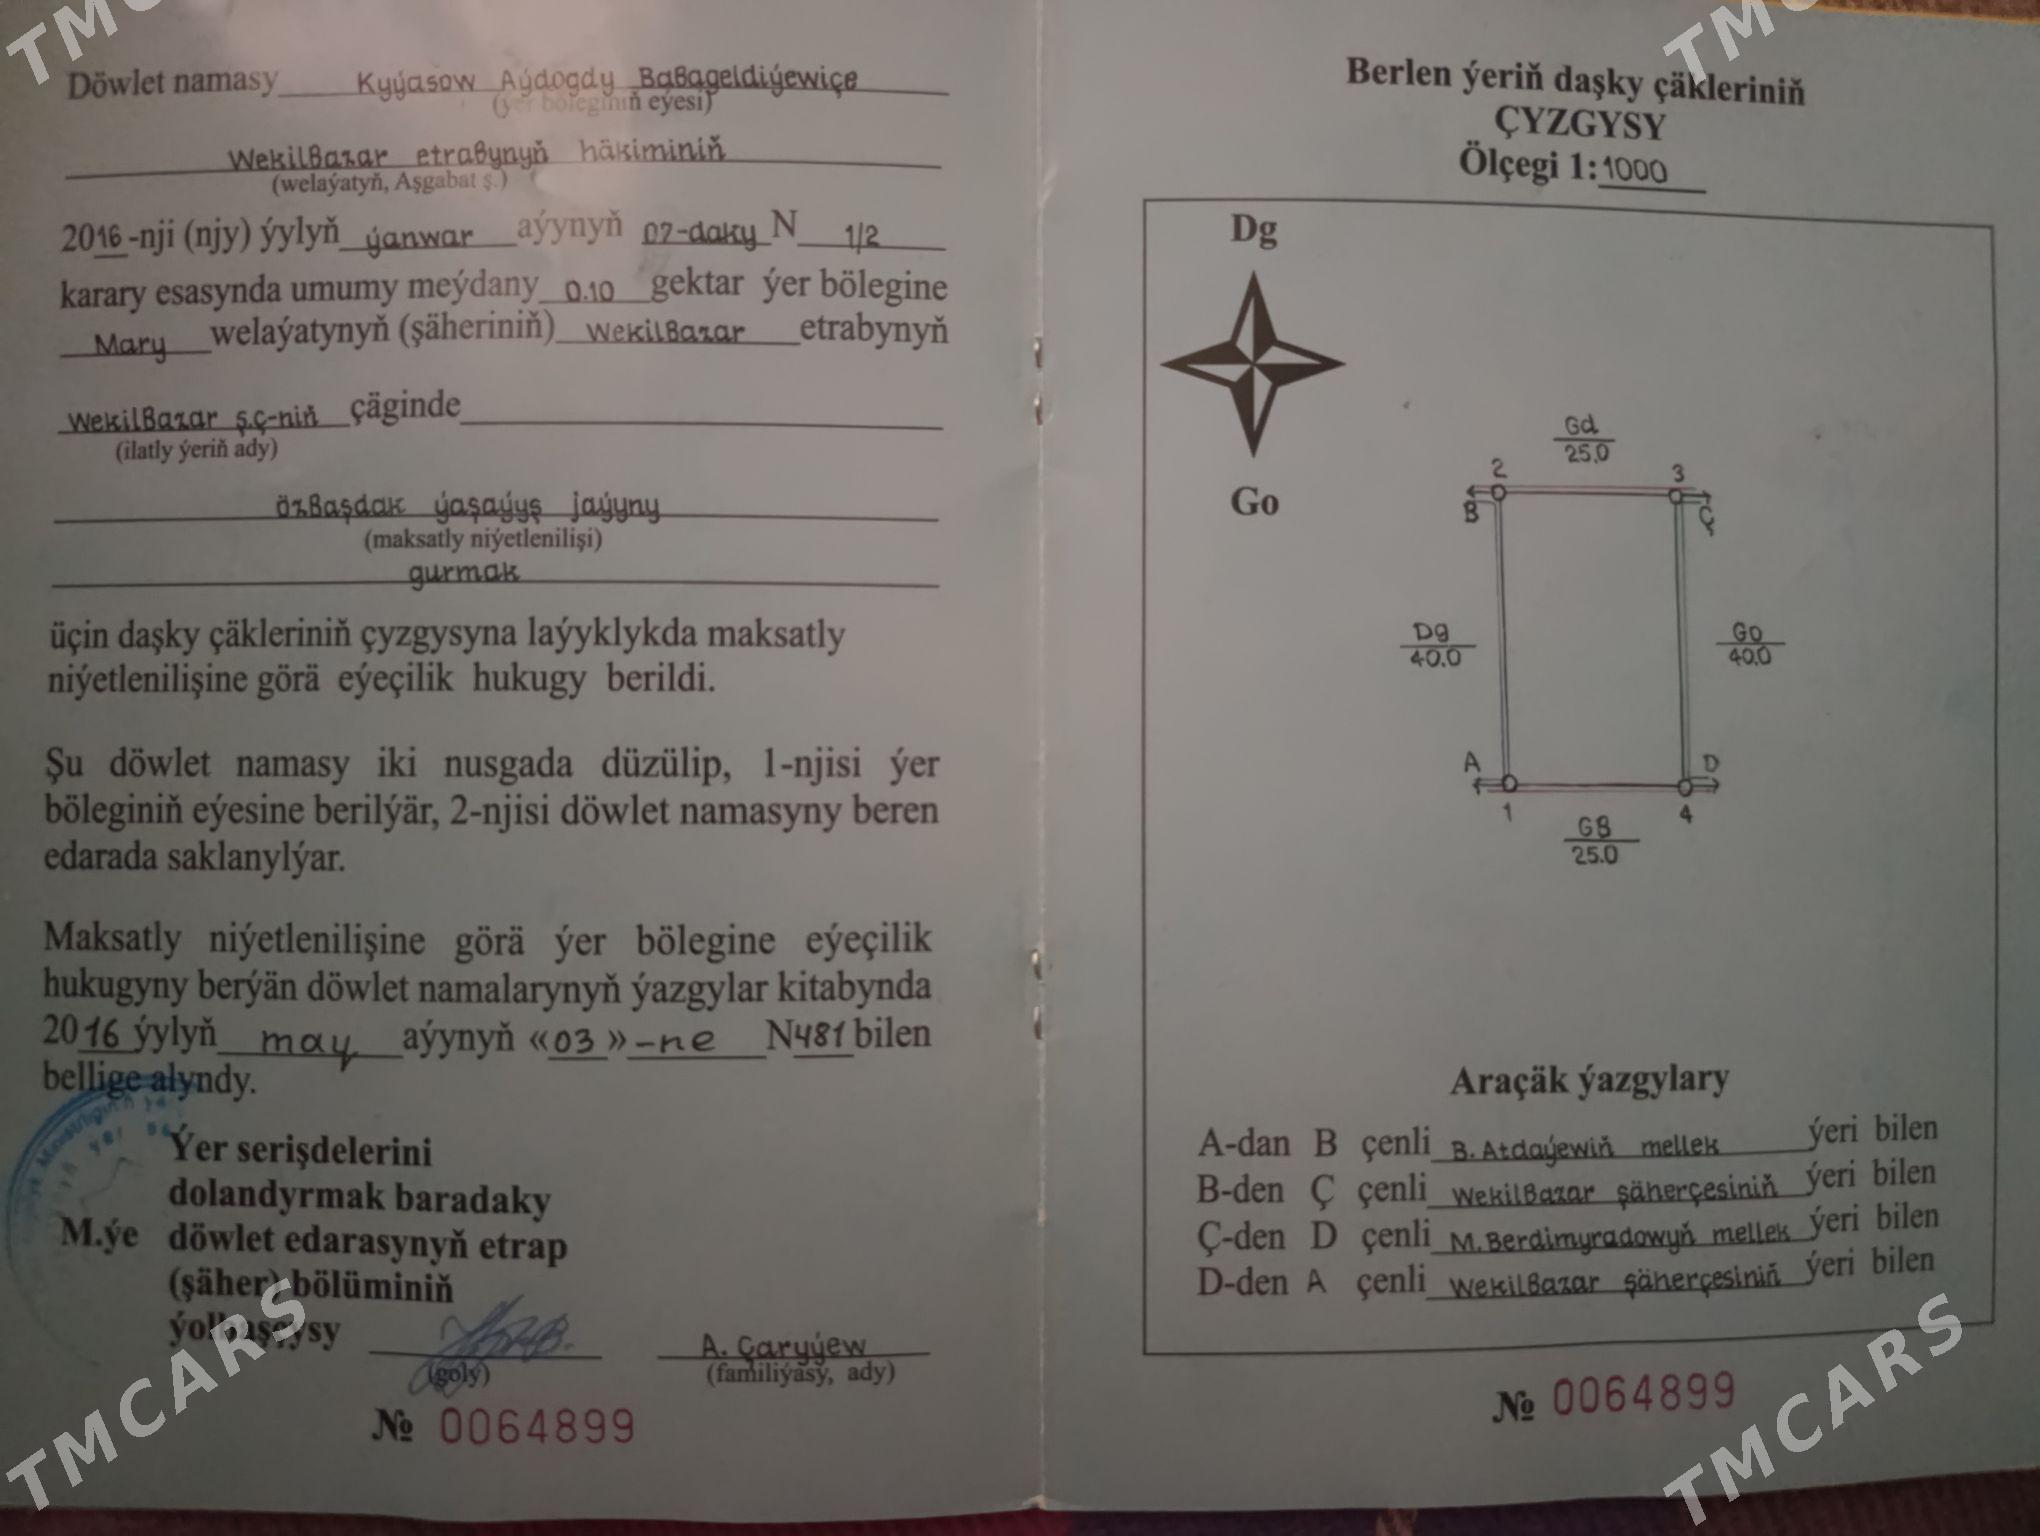 Döwlet namasy Kyýasow Aýdogdy Babageldiýewiçe
(ýer böleginiň eýesi)
Wekilbazar etrabynyň häkiminiň
(welaýatyň, Aşgabat ş.)
2016-nji (njy) ýylyň ýanwar aýynyň 07-daky N 1/2
karary esasynda umumy meýdany 0.10 gektar ýer bölegine
Mary welaýatynyň (şäheriniň) Wekilbazar etrabynyň
Wekilbazar ş.ç-niň çäginde
(ilatly ýeriň ady)
özbaşdak ýaşaýyş jaýyny
(maksatly niýetlenilişi)
gurmak
üçin daşky çäkleriniň çyzgysyna laýyklykda maksatly
niýetlenilişine görä eýeçilik hukugy berildi.
Şu döwlet namasy iki nusgada düzülip, 1-njisi ýer
böleginiň eýesine berilýär, 2-njisi döwlet namasyny beren
edarada saklanylýar.
Maksatly niýetlenilişine görä ýer bölegine eýeçilik
hukugyny berýän döwlet namalarynyň ýazgylar kitabynda
2016 ýylyň may aýynyň «03»-ne N481 bilen
bellige alyndy.
Ýer serişdelerini
dolandyrmak baradaky
M.ýe döwlet edarasynyň etrap
(şäher) bölüminiň
ýolbaşçysy A. Çaryýew
(goly) (familiýasy, ady)
№ 0064899
Berlen ýeriň daşky çäkleriniň
ÇYZGYSY
Ölçegi 1:1000
Dg
Go
Gd
25.0
2 3
B Ç
Dg
40.0
Go
40.0
A D
1 4
GB
25.0
Araçäk ýazgylary
A-dan B çenli B. Atdaýewiň mellek ýeri bilen
B-den Ç çenli Wekilbazar şäherçesiniň ýeri bilen
Ç-den D çenli M. Berdimyradowyň mellek ýeri bilen
D-den A çenli Wekilbazar şäherçesiniň ýeri bilen
№ 0064899
TMCARS
TMCARS